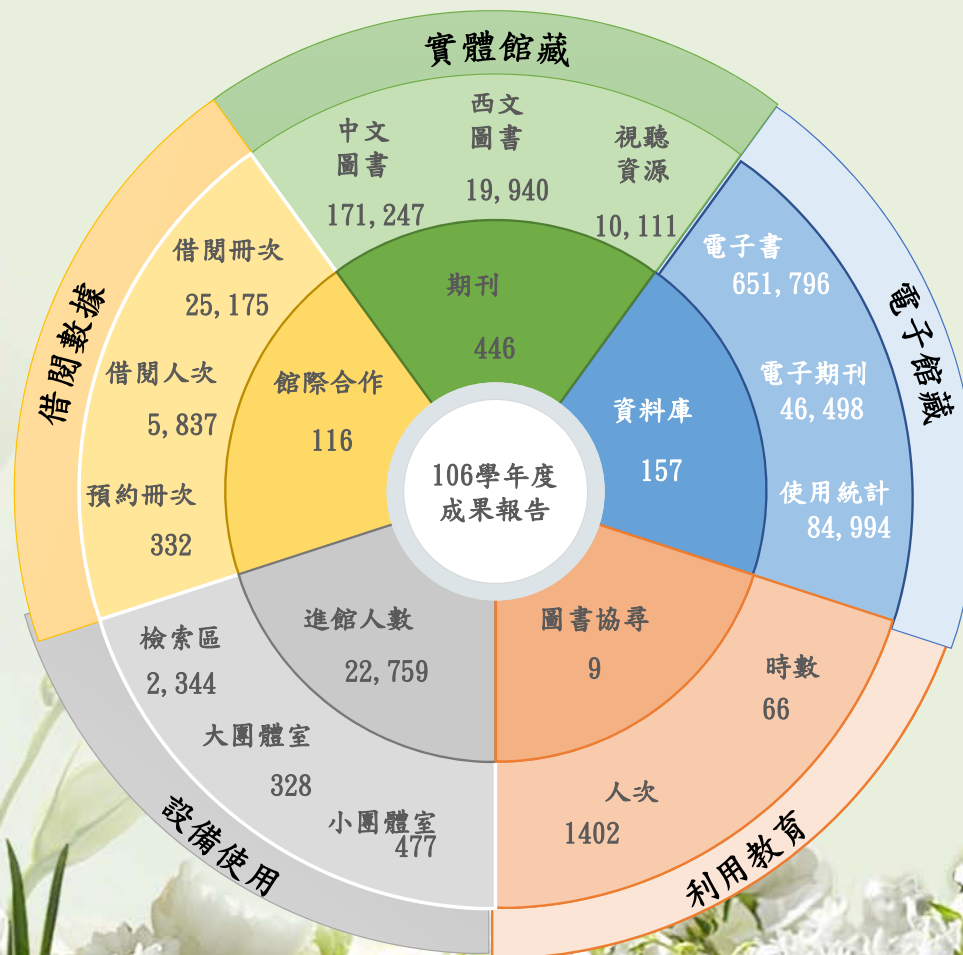 實體館藏
中文
圖書
171,247
西文
圖書
19,940
視聽
資源
10,111
期刊
446
電子館藏
電子書
651,796
電子期刊
46,498
使用統計
84,994
資料庫
157
利用教育
時數
66
人次
1402
圖書協尋
9
設備使用
檢索區
2,344
大團體室
328
小團體室
477
進館人數
22,759
借閱數據
借閱冊次
25,175
借閱人次
5,837
預約冊次
332
館際合作
116
106學年度
成果報告